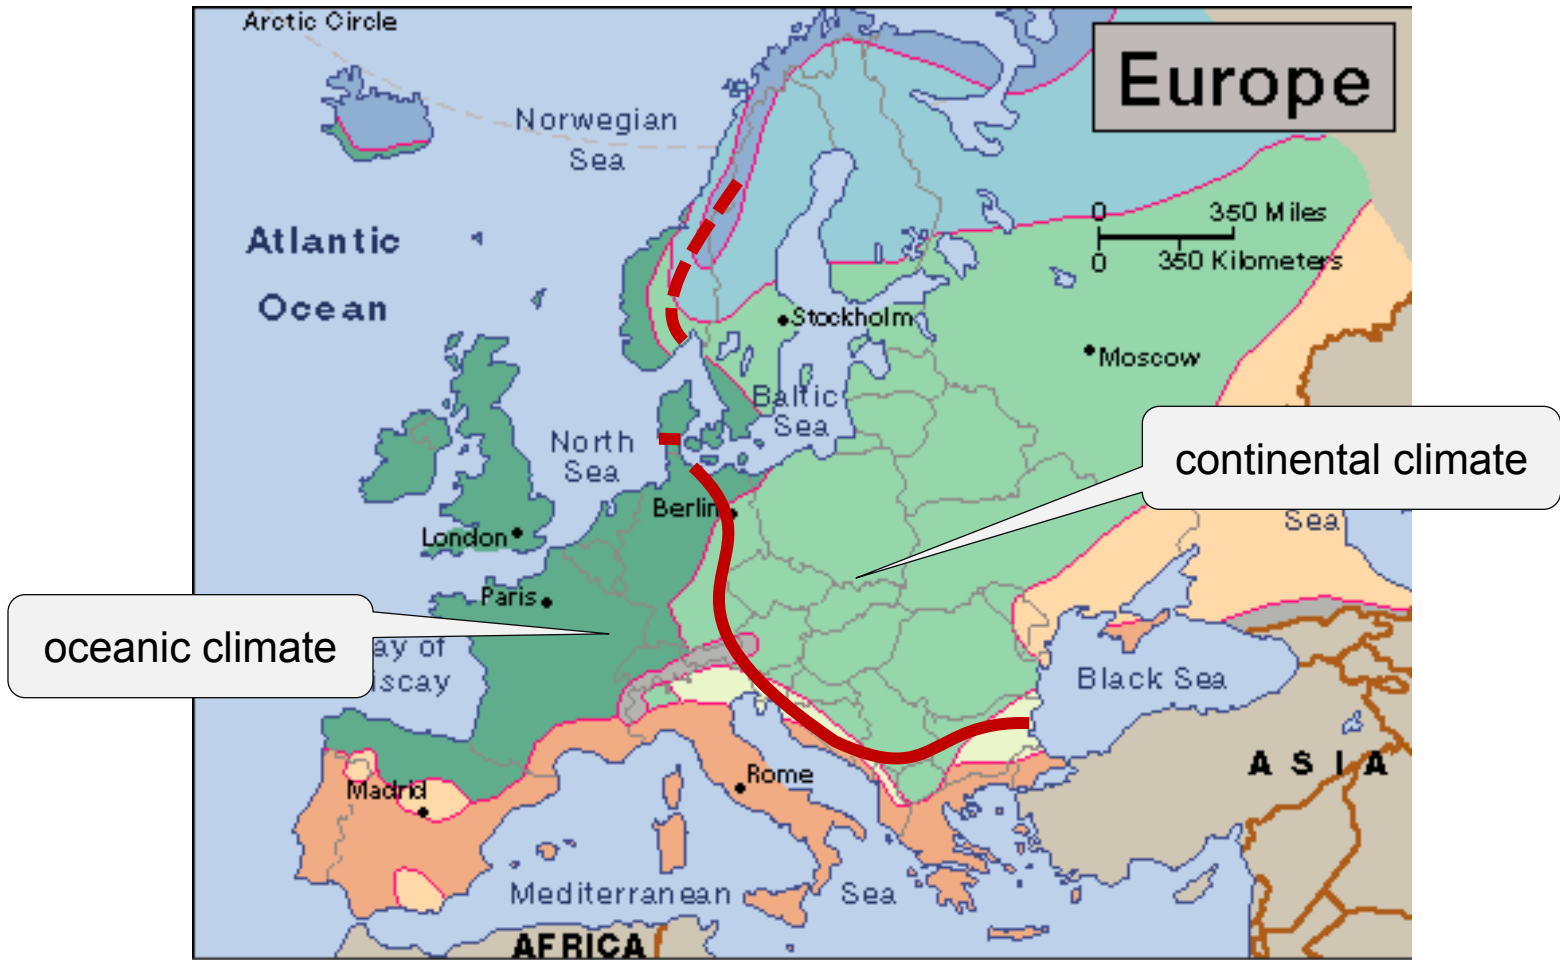 Arctic Circle
Europe
Norwegian
Sea
0 350 Miles
0 350 Kilometers
Atlantic
Ocean
Stockholm
Moscow
Baltic
Sea
North
Sea
continental climate
Berlin
Sea
London
Paris
oceanic climate
ay of
iscay
Black Sea
ASIA
Rome
Madrid
Mediterranean Sea
AFRICA